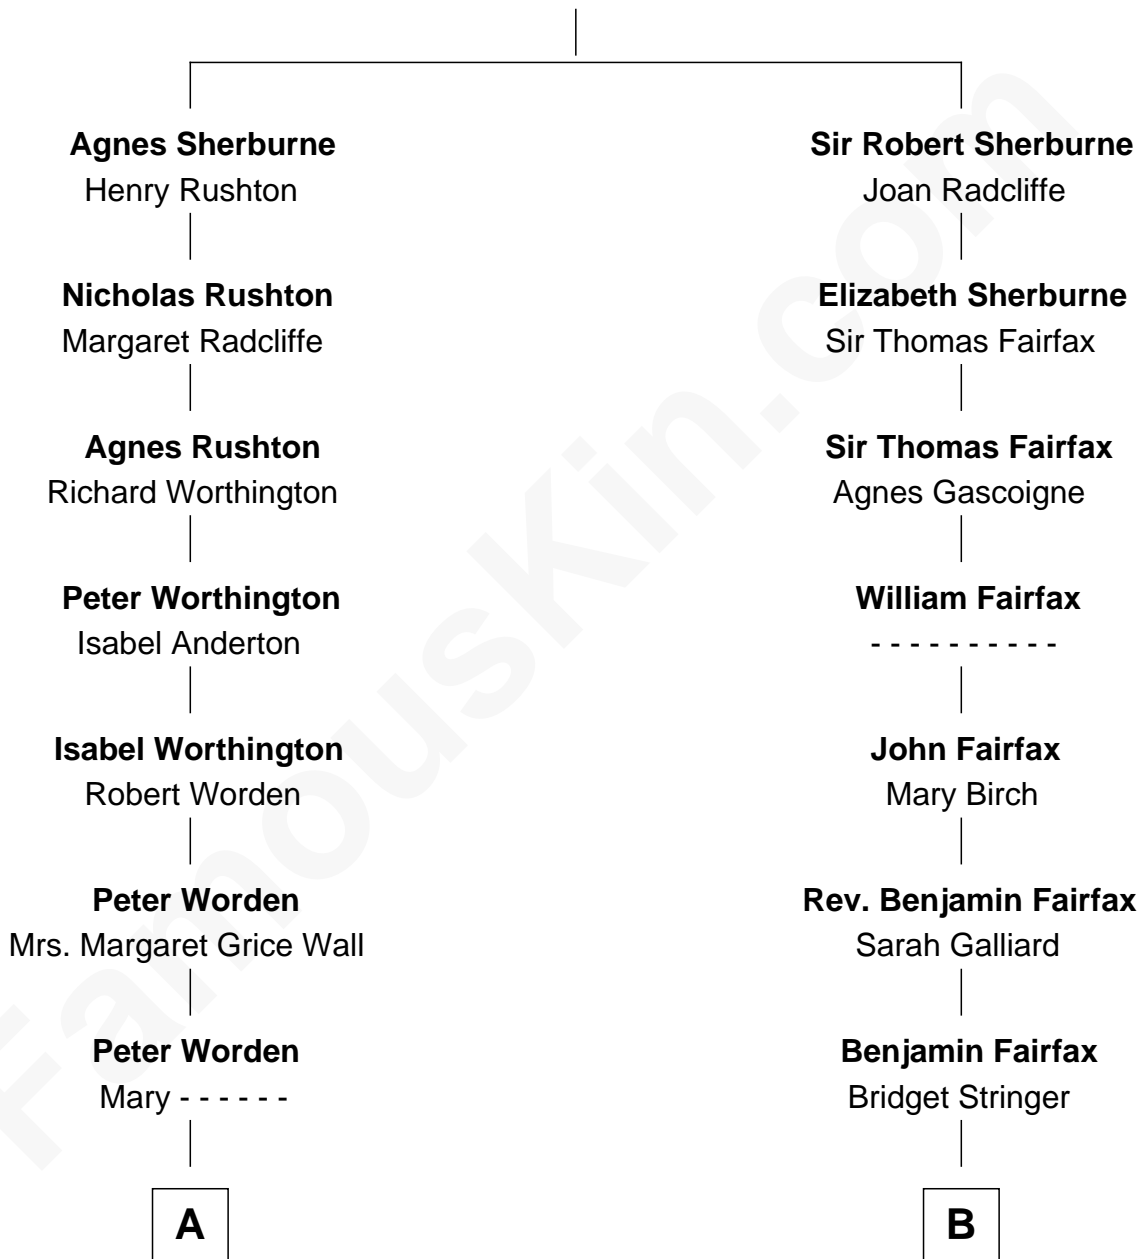 Agnes Sherburne
Henry Rushton
Nicholas Rushton
Margaret Radcliffe
Agnes Rushton
Richard Worthington
Peter Worthington
Isabel Anderton
Isabel Worthington
Robert Worden
Peter Worden
Mrs. Margaret Grice Wall
Peter Worden
Mary - - - - - -
A
Sir Robert Sherburne
Joan Radcliffe
Elizabeth Sherburne
Sir Thomas Fairfax
Sir Thomas Fairfax
Agnes Gascoigne
William Fairfax
- - - - - - - - - -
John Fairfax
Mary Birch
Rev. Benjamin Fairfax
Sarah Galliard
Benjamin Fairfax
Bridget Stringer
B
FamousKin.com